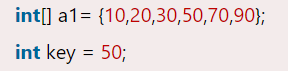 int[] a1= {10,20,30,50,70,90};
int key = 50;